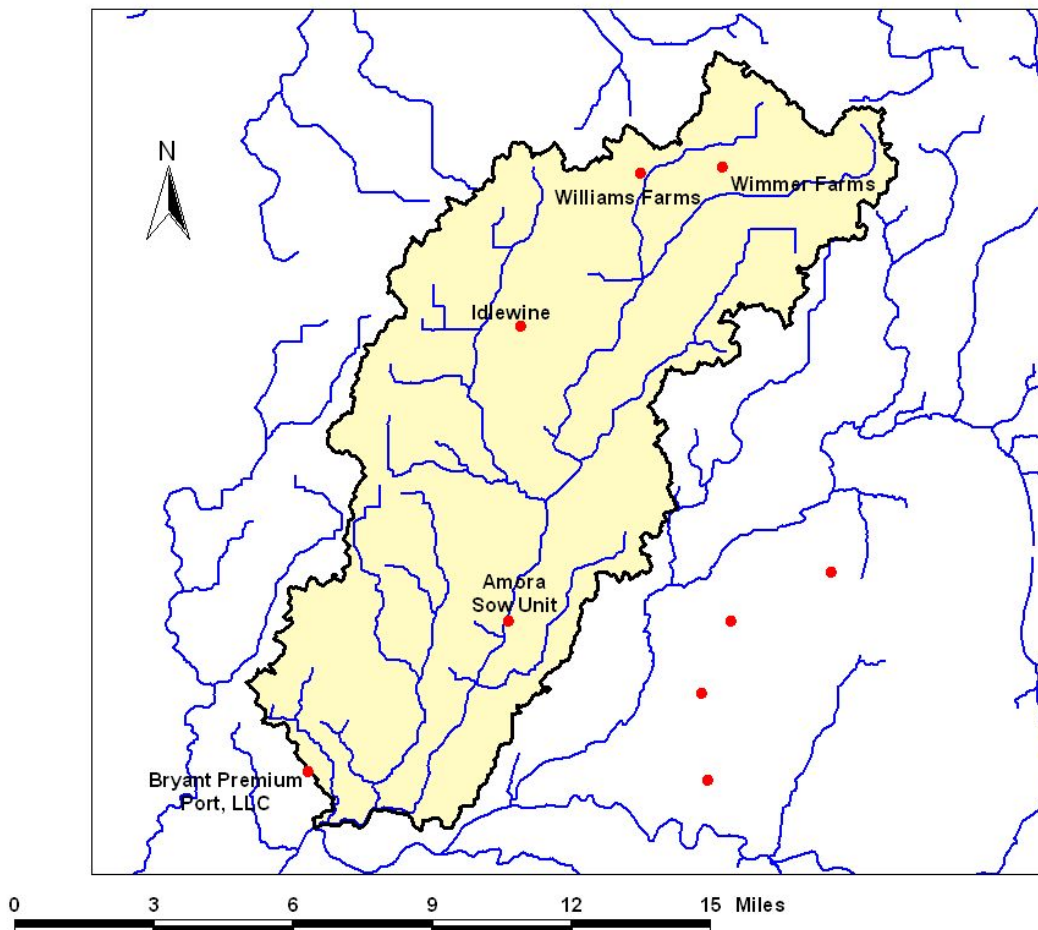 N
Williams Farms
Wimmer Farms
Idlewine
Amora
Sow Unit
Bryant Premium
Port, LLC
0 3 6 9 12 15 Miles